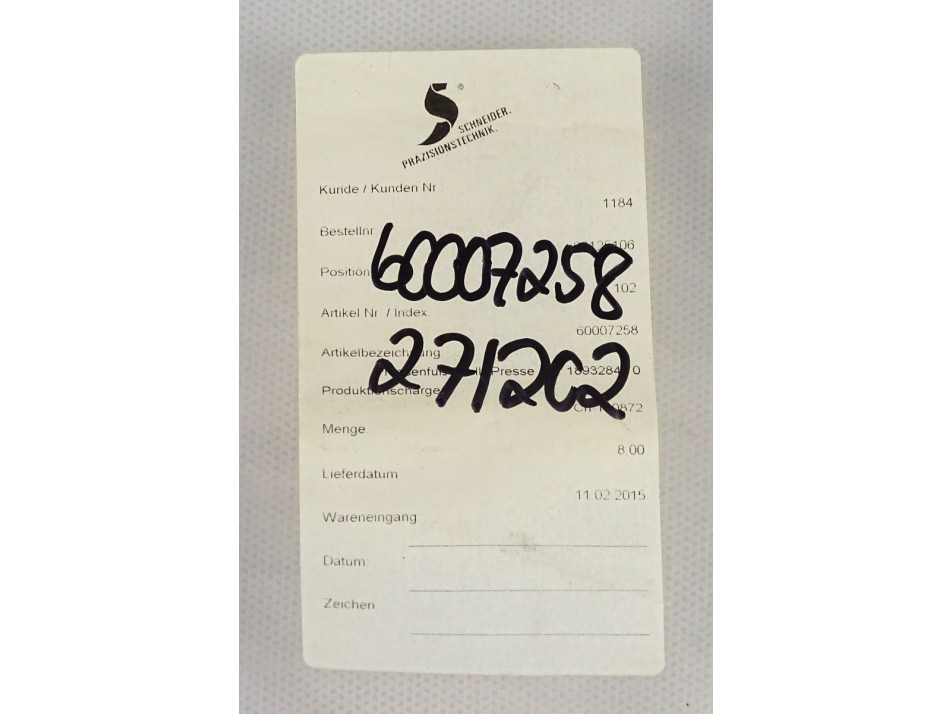 S®
SCHNEIDER.
PRÄZISIONSTECHNIK.
Kunde / Kunden Nr
1184
Bestellnr
60007258
Position
102
Artikel Nr. / Index.
60007258
Artikelbezeichnung
Presse
271202
Produktionscharge
Menge.
8,00
Lieferdatum
11.02.2015
Wareneingang
Datum
Zeichen